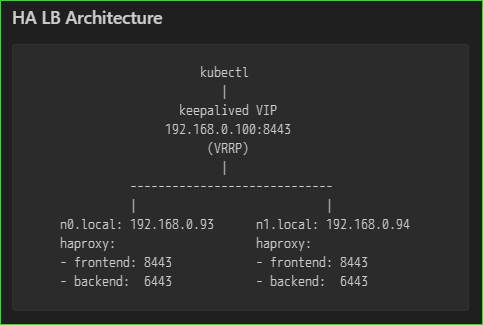 HA LB Architecture
kubectl
|
keepalived VIP
192.168.0.100:8443
(VRRP)
|
-----------------------------
| |
n0.local: 192.168.0.93 n1.local: 192.168.0.94
haproxy: haproxy:
- frontend: 8443 - frontend: 8443
- backend: 6443 - backend: 6443